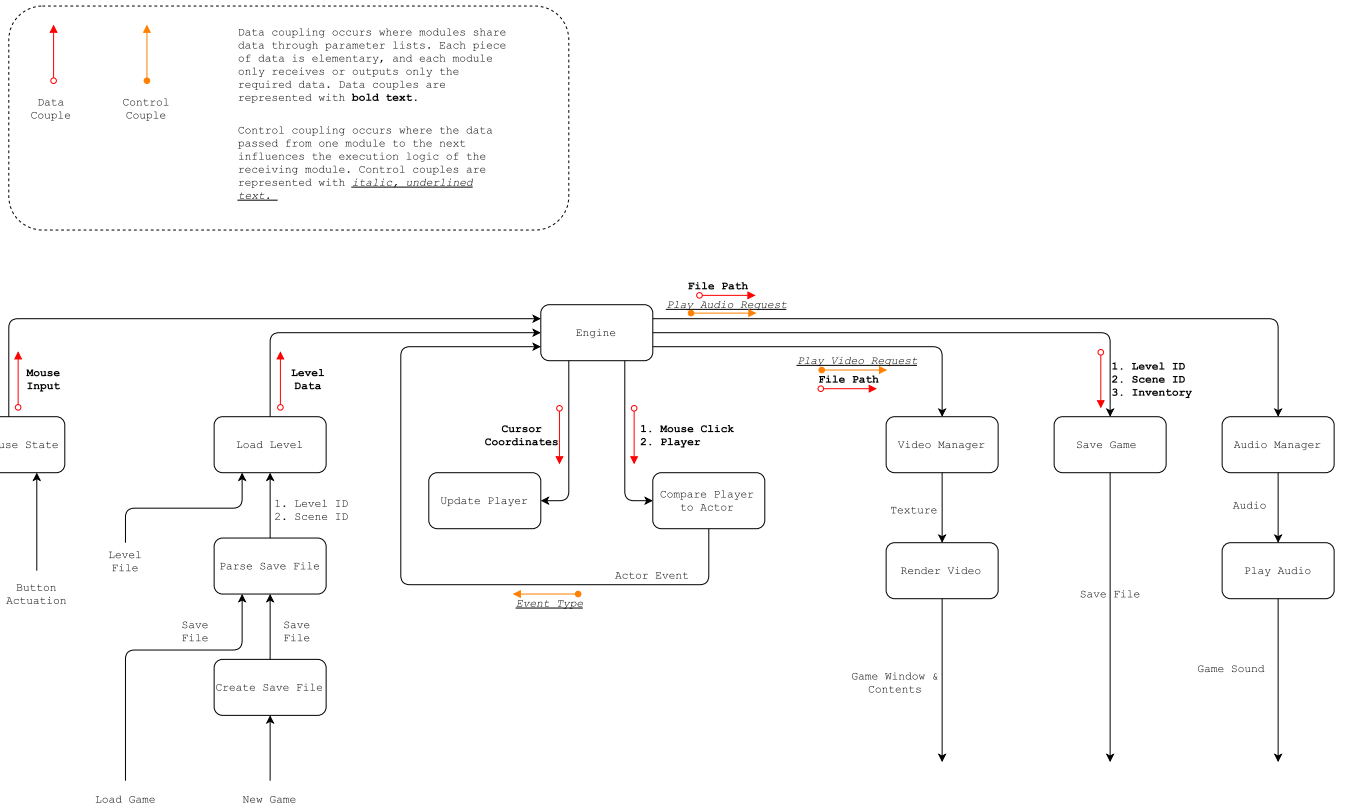 Data
Couple
Control
Couple
Data coupling occurs where modules share
data through parameter lists. Each piece
of data is elementary, and each module
only receives or outputs only the
required data. Data couples are
represented with bold text.
Control coupling occurs where the data
passed from one module to the next
influences the execution logic of the
receiving module. Control couples are
represented with italic, underlined
text.
File Path
Play Audio Request
Engine
Play Video Request
File Path
Mouse
Input
Level
Data
1. Level ID
2. Scene ID
3. Inventory
Cursor
Coordinates
1. Mouse Click
2. Player
use State
Load Level
Video Manager
Save Game
Audio Manager
Update Player
Compare Player
to Actor
1. Level ID
2. Scene ID
Texture
Audio
Level
File
Parse Save File
Actor Event
Render Video
Play Audio
Button
Actuation
Event Type
Save File
Save
File
Save
File
Create Save File
Game Window &
Contents
Game Sound
Load Game
New Game